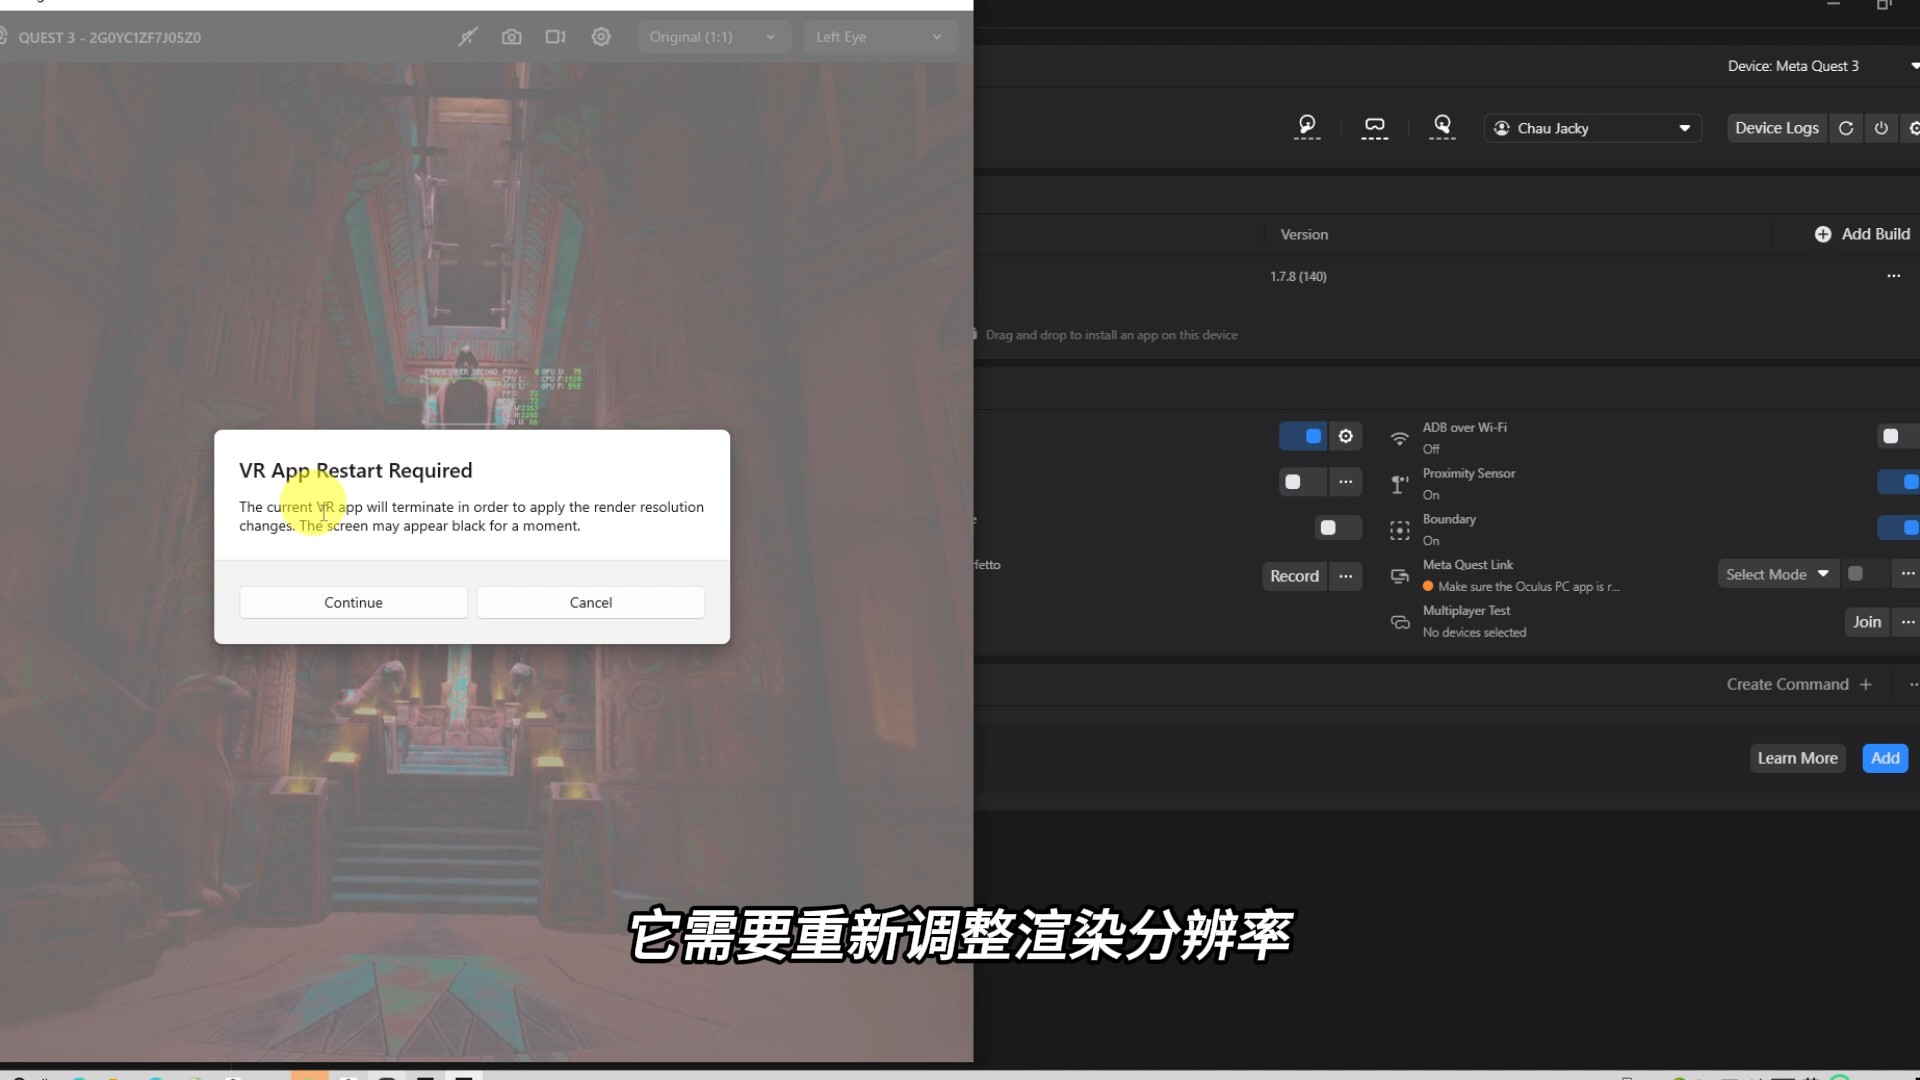 QUEST 3 - 2G0YC1ZF7J05Z0
Original (1:1)
Left Eye
Device: Meta Quest 3
Chau Jacky
Device Logs
Version
Add Build
1.7.8 (140)
Drag and drop to install an app on this device
FRAMES PER SECOND
VR App Restart Required
The current VR app will terminate in order to apply the render resolution
changes. The screen may appear black for a moment.
Continue
Cancel
ADB over Wi-Fi
Off
Proximity Sensor
On
Boundary
On
fetto
Record
Meta Quest Link
Make sure the Oculus PC app is r...
Select Mode
Multiplayer Test
No devices selected
Join
Create Command
Learn More
Add
它需要重新调整渲染分辨率